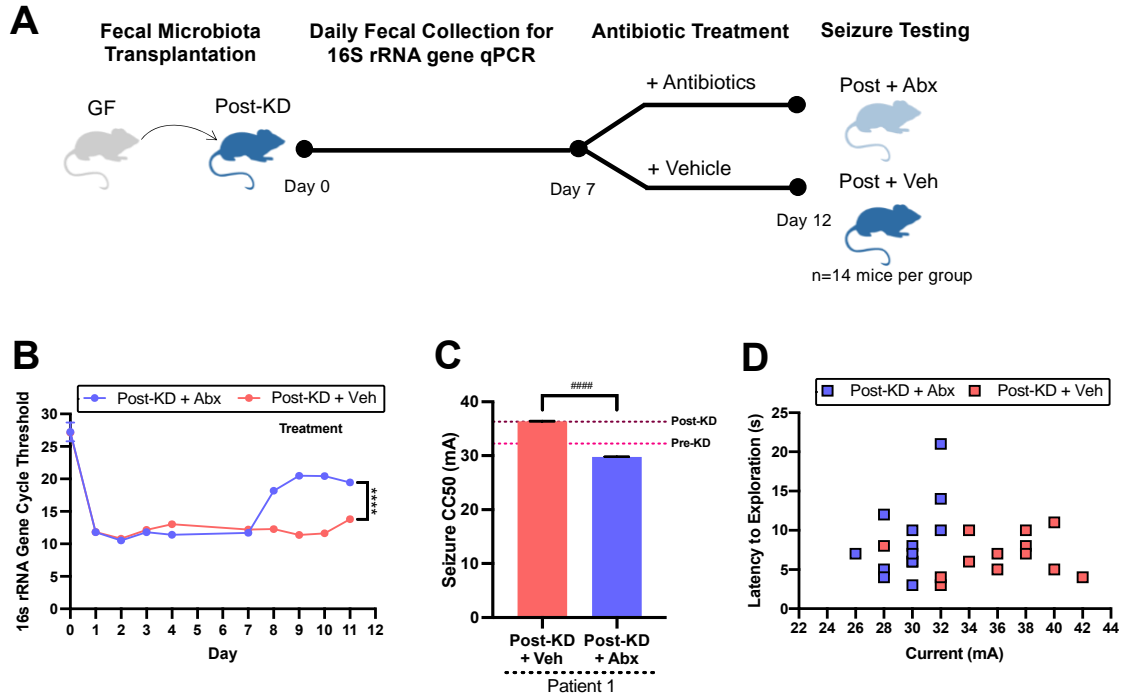 A
Fecal Microbiota
Transplantation
Daily Fecal Collection for
16S rRNA gene qPCR
Antibiotic Treatment
Seizure Testing
GF
Post-KD
Day 0
Day 7
+ Antibiotics
+ Vehicle
Day 12
Post + Abx
Post + Veh
n=14 mice per group
B
Post-KD + Abx
Post-KD + Veh
Treatment
16s rRNA Gene Cycle Threshold
30
25
20
15
10
5
0
****
0 1 2 3 4 5 6 7 8 9 10 11 12
Day
C
####
Seizure CC50 (mA)
40
30
20
10
0
Post-KD
Pre-KD
Post-KD
+ Veh
Post-KD
+ Abx
Patient 1
D
Post-KD + Abx
Post-KD + Veh
Latency to Exploration (s)
25
20
15
10
5
0
22 24 26 28 30 32 34 36 38 40 42 44
Current (mA)